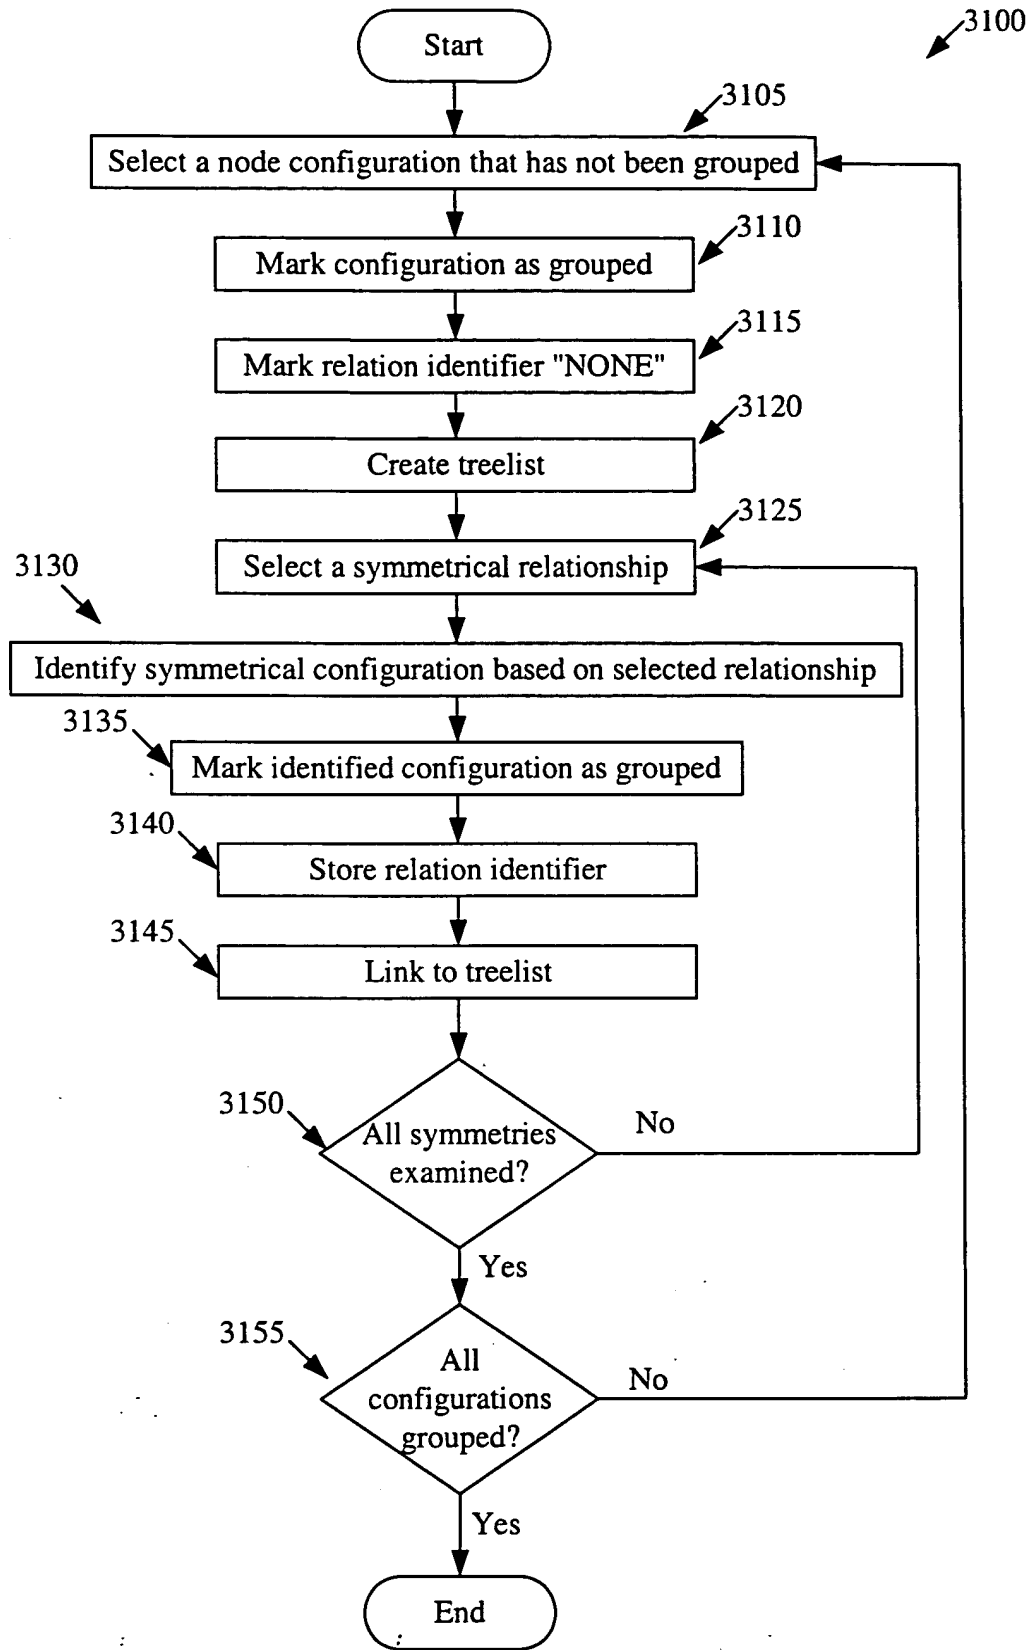 3100
Start
3105
Select a node configuration that has not been grouped
3110
Mark configuration as grouped
3115
Mark relation identifier "NONE"
3120
Create treelist
3125
Select a symmetrical relationship
3130
Identify symmetrical configuration based on selected relationship
3135
Mark identified configuration as grouped
3140
Store relation identifier
3145
Link to treelist
3150
All symmetries
examined?
No
Yes
3155
All
configurations
grouped?
No
Yes
End